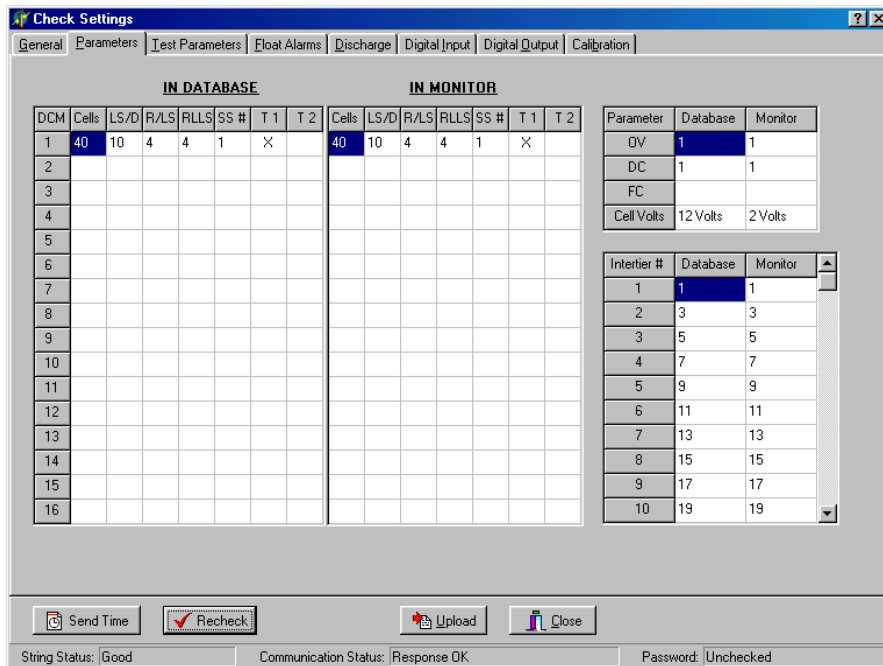 Check Settings
General Parameters Test Parameters Float Alarms Discharge Digital Input Digital Output Calibration
IN DATABASE IN MONITOR
DCM Cells LS/D R/LS RLLS SS # T 1 T 2 Cells LS/D R/LS RLLS SS # T 1 T 2
1 40 10 4 4 1 X 40 10 4 4 1 X
2
3
4
5
6
7
8
9
10
11
12
13
14
15
16
Parameter Database Monitor
OV 1 1
DC 1 1
FC
Cell Volts 12 Volts 2 Volts
Intertier # Database Monitor
1 1 1
2 3 3
3 5 5
4 7 7
5 9 9
6 11 11
7 13 13
8 15 15
9 17 17
10 19 19
Send Time Recheck Upload Close
String Status: Good Communication Status: Response OK Password: Unchecked